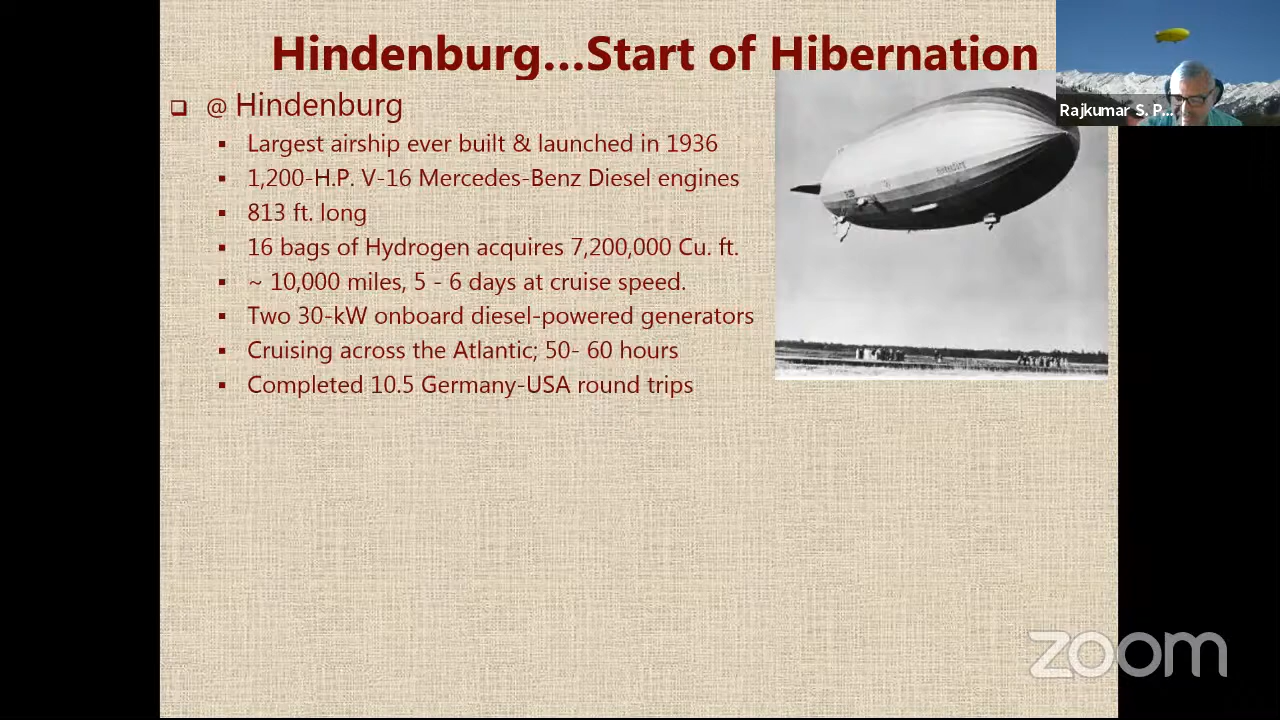 Hindenburg...Start of Hibernation
@ Hindenburg
Largest airship ever built & launched in 1936
1,200-H.P. V-16 Mercedes-Benz Diesel engines
813 ft. long
16 bags of Hydrogen acquires 7,200,000 Cu. ft.
~ 10,000 miles, 5 - 6 days at cruise speed.
Two 30-kW onboard diesel-powered generators
Cruising across the Atlantic; 50- 60 hours
Completed 10.5 Germany-USA round trips
Rajkumar S. P...
zoom